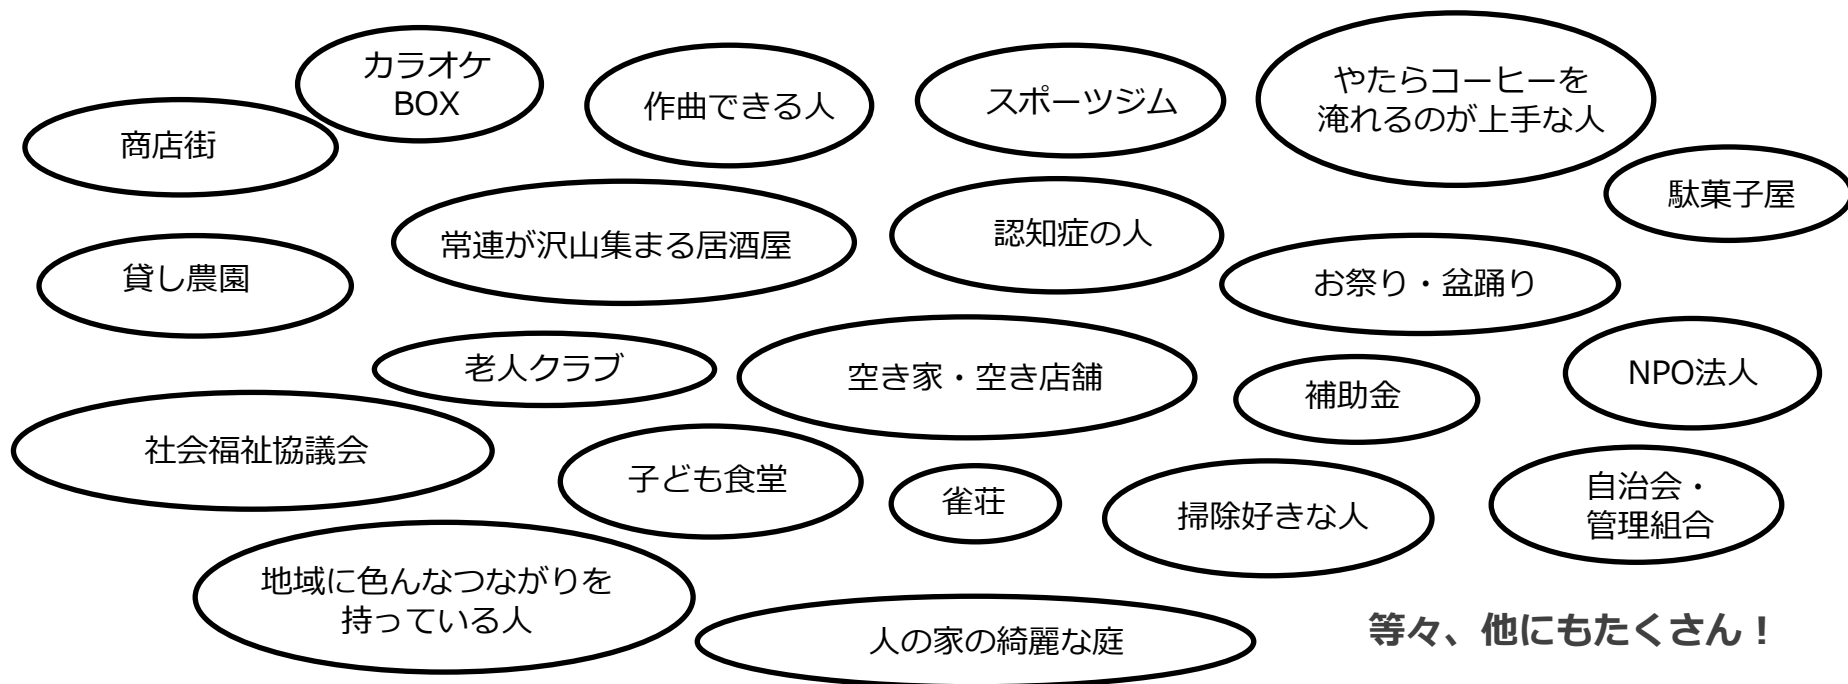 カラオケ
BOX
作曲できる人
スポーツジム
やたらコーヒーを
淹れるのが上手な人
商店街
駄菓子屋
常連が沢山集まる居酒屋
認知症の人
貸し農園
お祭り・盆踊り
老人クラブ
空き家・空き店舗
補助金
NPO法人
社会福祉協議会
子ども食堂
雀荘
掃除好きな人
自治会・
管理組合
地域に色んなつながりを
持っている人
人の家の綺麗な庭
等々、他にもたくさん！